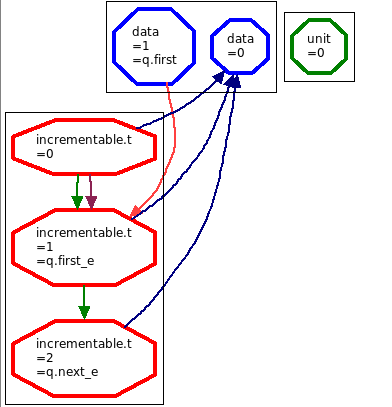 data
=1
=q.first
data
=0
unit
=0
incrementable.t
=0
incrementable.t
=1
=q.first_e
incrementable.t
=2
=q.next_e